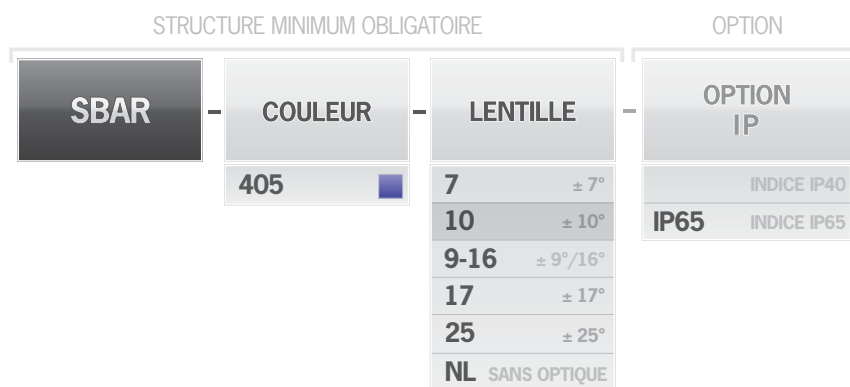 STRUCTURE MINIMUM OBLIGATOIRE
OPTION
SBAR - COULEUR - LENTILLE - OPTION IP
405
7 ± 7°
10 ± 10°
9-16 ± 9°/16°
17 ± 17°
25 ± 25°
NL SANS OPTIQUE
INDICE IP40
IP65 INDICE IP65